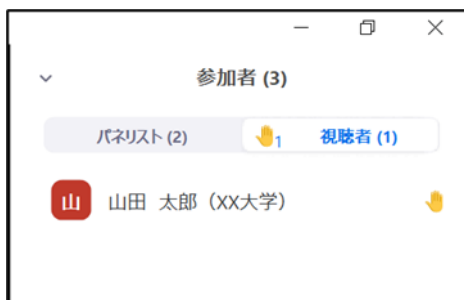 参加者 (3)
パネリスト (2)
1 視聴者 (1)
山 山田 太郎（XX大学）